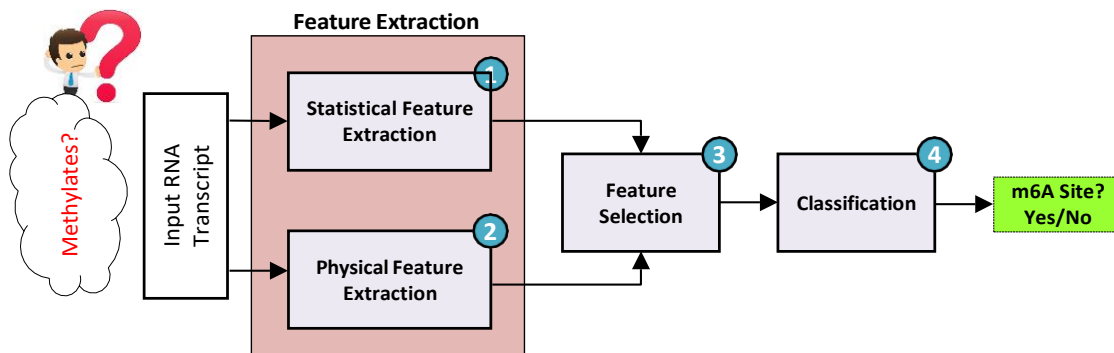 Feature Extraction
?
Methylates?
Input RNA
Transcript
1
Statistical Feature
Extraction
2
Physical Feature
Extraction
3
Feature
Selection
4
Classification
m6A Site?
Yes/No